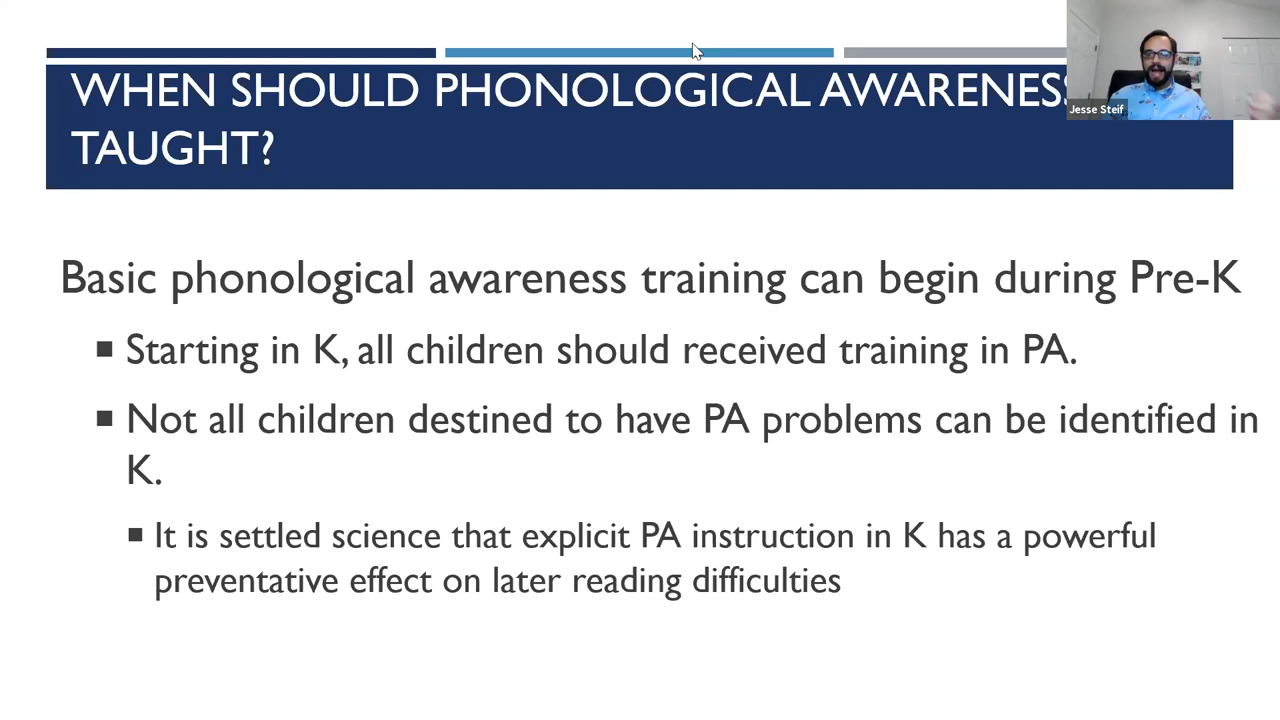 WHEN SHOULD PHONOLOGICAL AWARENESS
TAUGHT?
Jesse Steif
Basic phonological awareness training can begin during Pre-K
Starting in K, all children should received training in PA.
Not all children destined to have PA problems can be identified in
K.
It is settled science that explicit PA instruction in K has a powerful
preventative effect on later reading difficulties